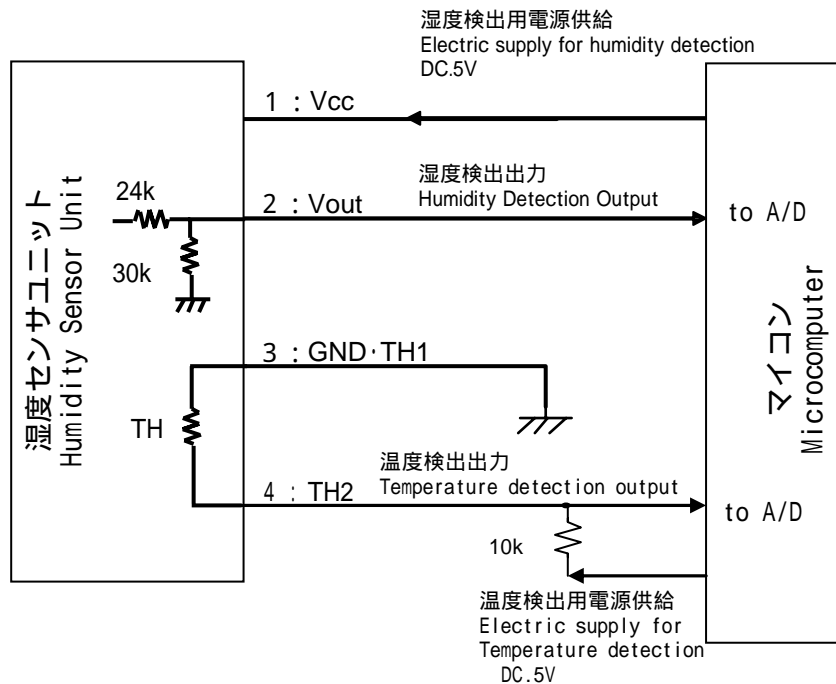 湿度検出用電源供給
Electric supply for humidity detection
DC.5V
1 : Vcc
湿度検出出力
Humidity Detection Output
24k
2 : Vout
to A/D
30k
湿度センサユニット
Humidity Sensor Unit
マイコン
Microcomputer
3 : GND･TH1
TH
温度検出出力
4 : TH2
Temperature detection output
to A/D
10k
温度検出用電源供給
Electric supply for
Temperature detection
DC.5V